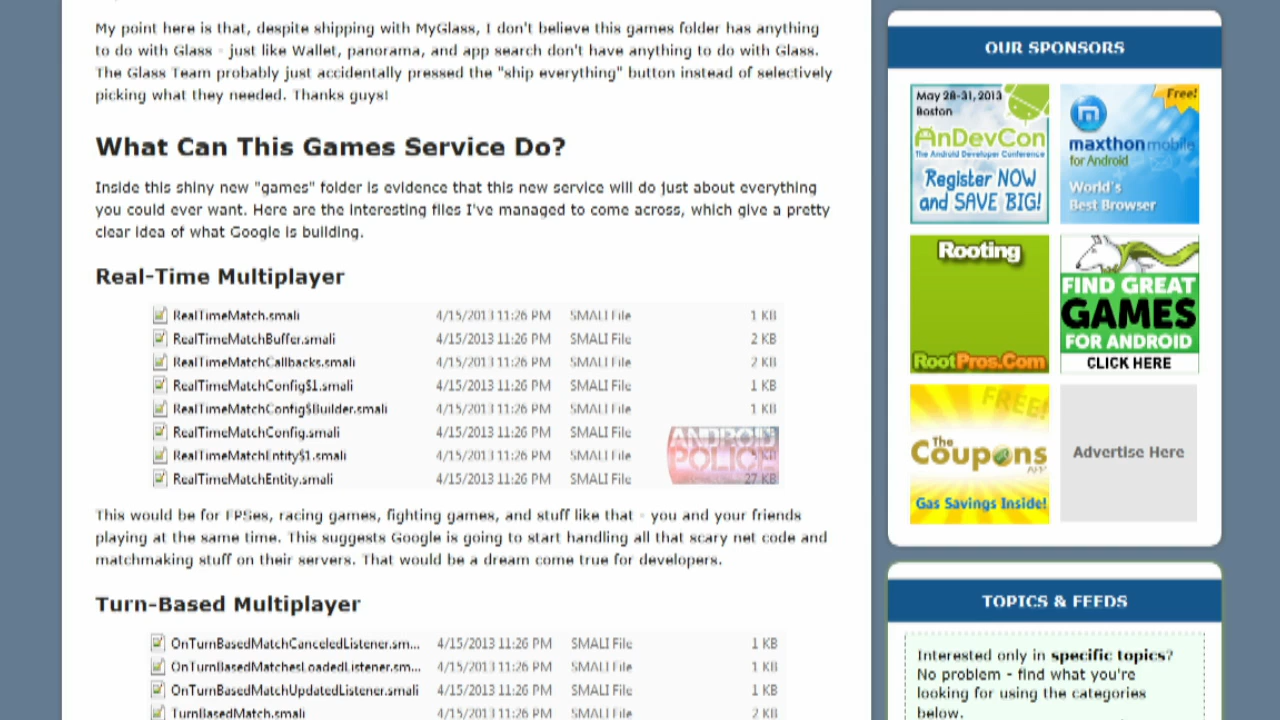 My point here is that, despite shipping with MyGlass, I don't believe this games folder has anything
to do with Glass - just like Wallet, panorama, and app search don't have anything to do with Glass.
The Glass Team probably just accidentally pressed the "ship everything" button instead of selectively
picking what they needed. Thanks guys!
What Can This Games Service Do?
Inside this shiny new "games" folder is evidence that this new service will do just about everything
you could ever want. Here are the interesting files I've managed to come across, which give a pretty
clear idea of what Google is building.
Real-Time Multiplayer
RealTimeMatch.smali 4/15/2013 11:26 PM SMALI File 1 KB
RealTimeMatchBuffer.smali 4/15/2013 11:26 PM SMALI File 2 KB
RealTimeMatchCallbacks.smali 4/15/2013 11:26 PM SMALI File 2 KB
RealTimeMatchConfig$1.smali 4/15/2013 11:26 PM SMALI File 1 KB
RealTimeMatchConfig$Builder.smali 4/15/2013 11:26 PM SMALI File 1 KB
RealTimeMatchConfig.smali 4/15/2013 11:26 PM SMALI File
RealTimeMatchEntity$1.smali 4/15/2013 11:26 PM SMALI File KB
RealTimeMatchEntity.smali 4/15/2013 11:26 PM SMALI File 27 KB
ANDROID
POLICE
This would be for FPSes, racing games, fighting games, and stuff like that - you and your friends
playing at the same time. This suggests Google is going to start handling all that scary net code and
matchmaking stuff on their servers. That would be a dream come true for developers.
Turn-Based Multiplayer
OnTurnBasedMatchCanceledListener.sm... 4/15/2013 11:26 PM SMALI File 1 KB
OnTurnBasedMatchesLoadedListener.sm... 4/15/2013 11:26 PM SMALI File 1 KB
OnTurnBasedMatchUpdatedListener.smali 4/15/2013 11:26 PM SMALI File 1 KB
TurnBasedMatch.smali 4/15/2013 11:26 PM SMALI File 2 KB
OUR SPONSORS
May 28-31, 2013
Boston
AnDevCon
The Android Developer Conference
Register NOW
and SAVE BIG!
Free!
maxthon mobile
for Android
World's
Best Browser
Rooting
RootPros.Com
FIND GREAT
GAMES
FOR ANDROID
CLICK HERE
FREE!
The
Coupons
APP
Gas Savings Inside!
Advertise Here
TOPICS & FEEDS
Interested only in specific topics?
No problem - find what you're
looking for using the categories
below.